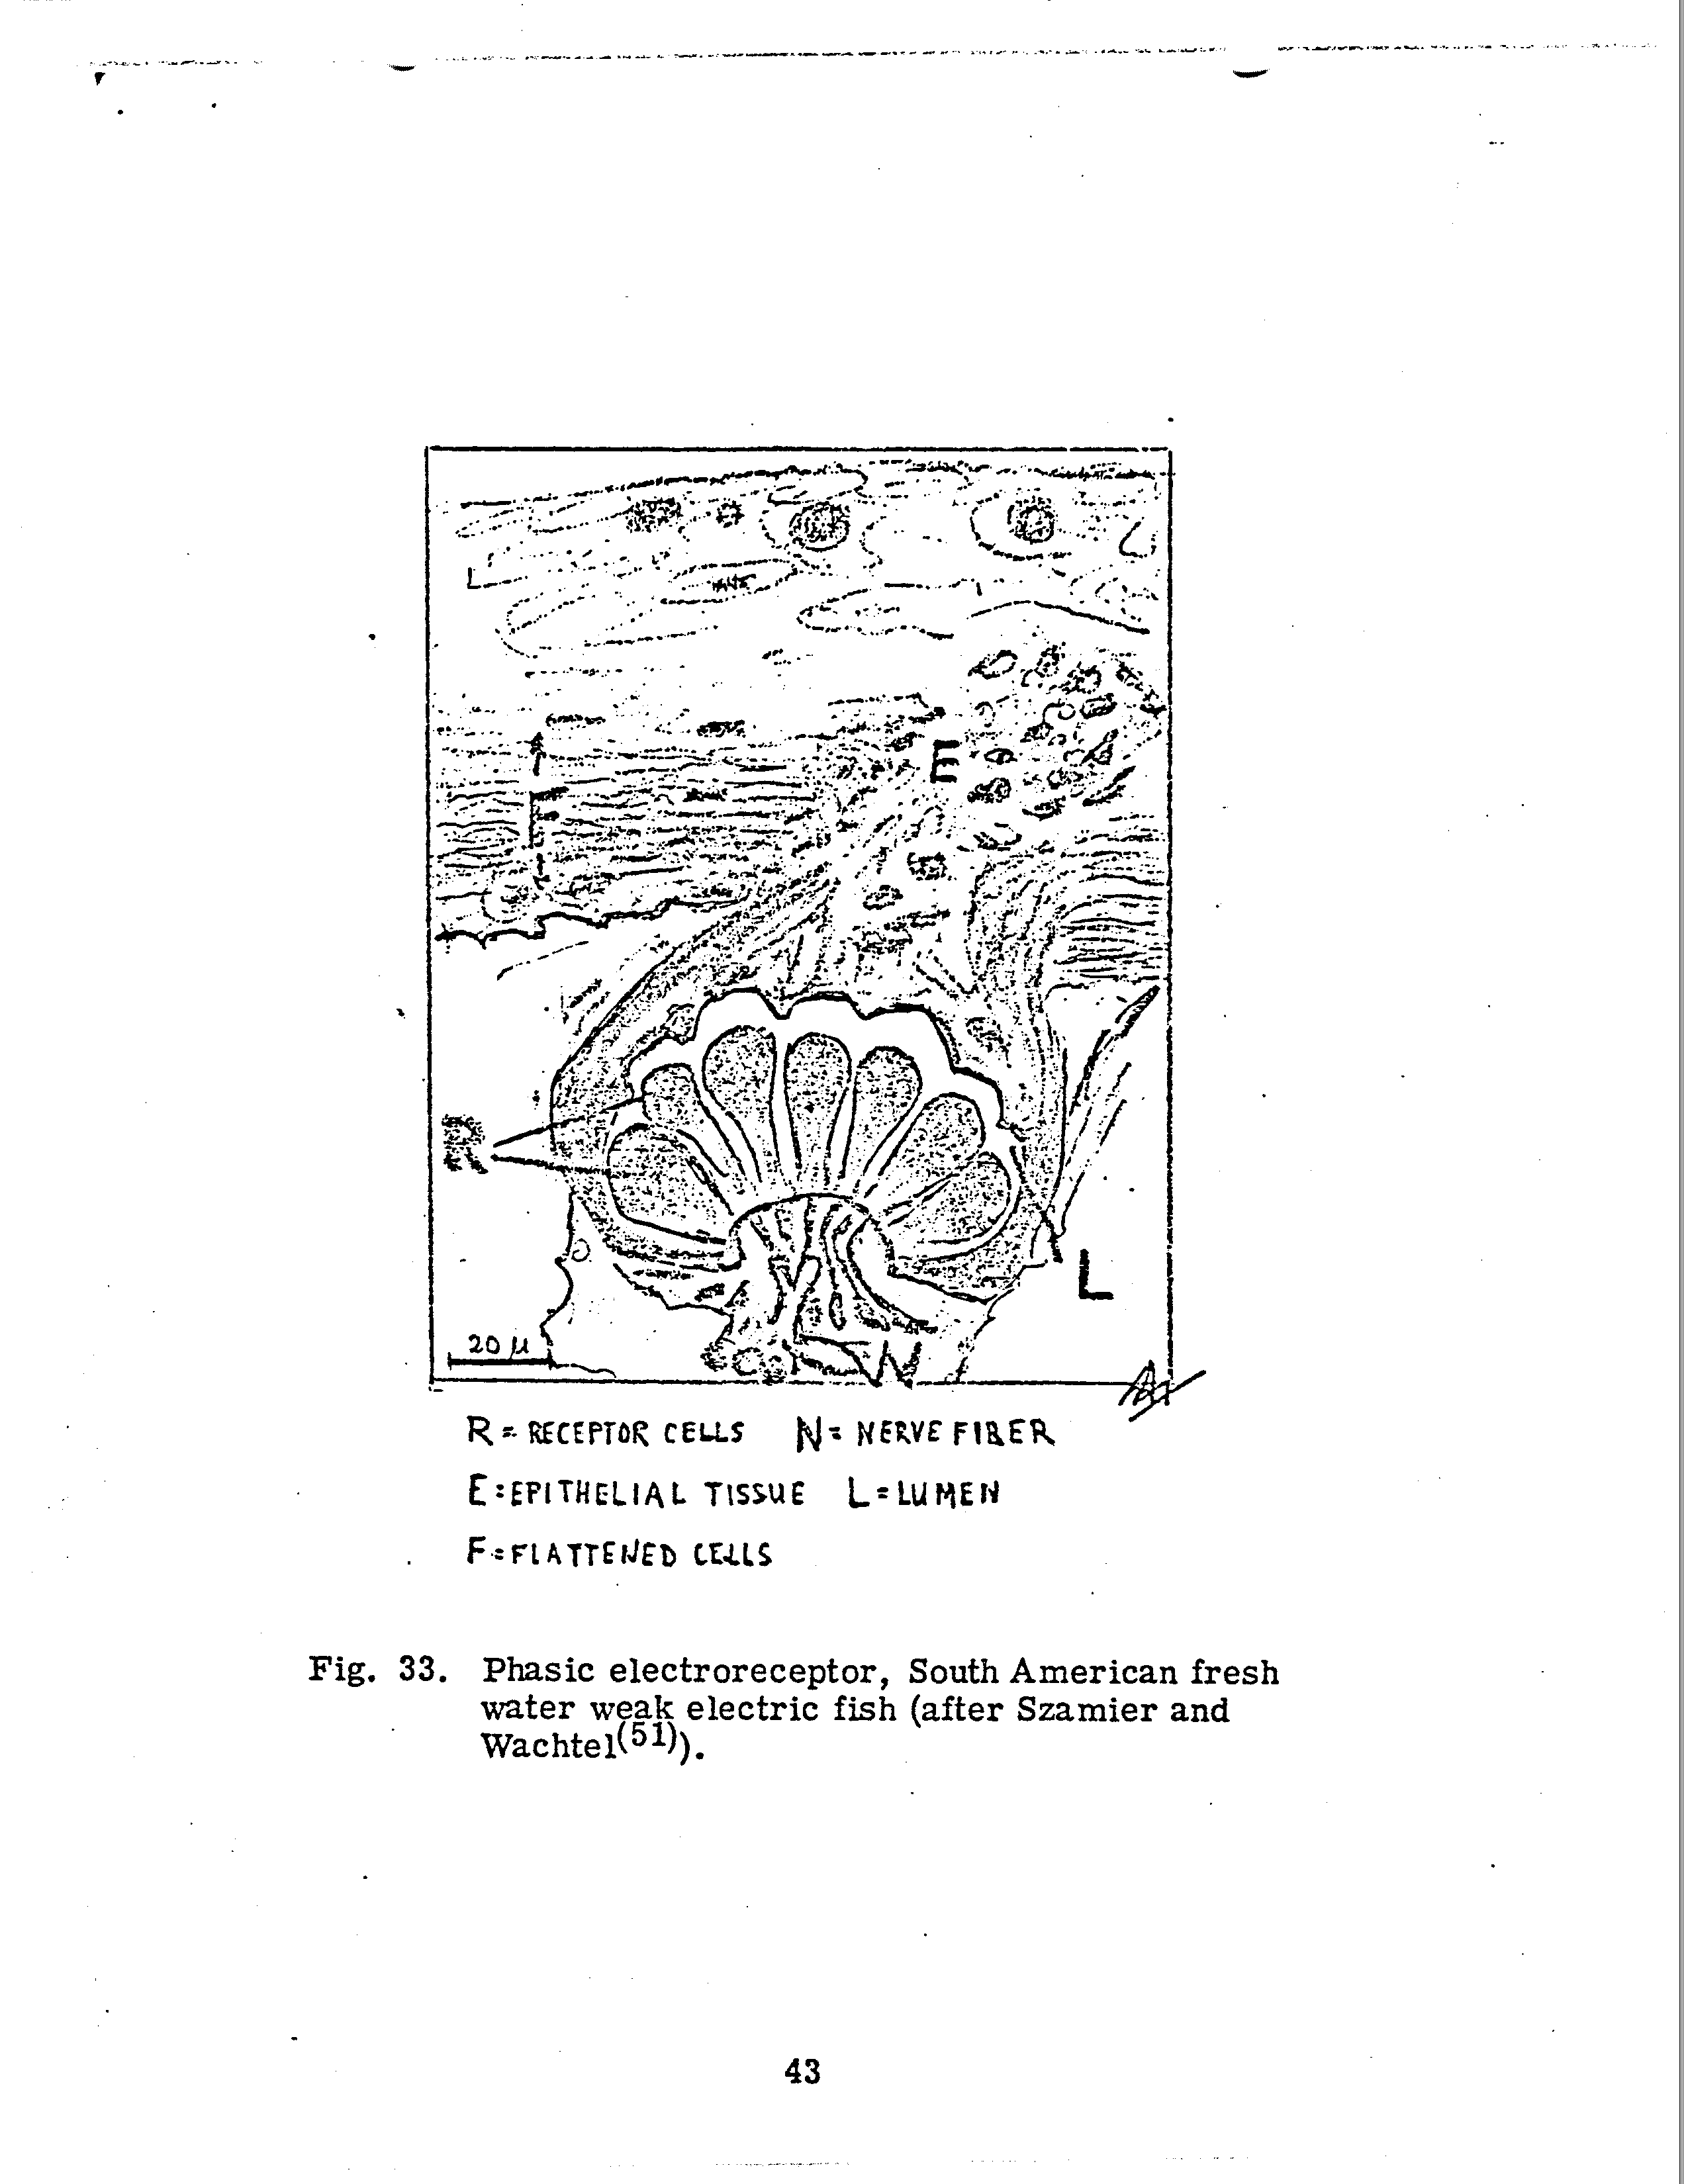 F
E
R
L
20 µ
N
R = RECEPTOR CELLS N = NERVE FIBER
E = EPITHELIAL TISSUE L = LUMEN
F = FLATTENED CELLS
Fig. 33. Phasic electroreceptor, South American fresh
water weak electric fish (after Szamier and
Wachtel(51)).
43